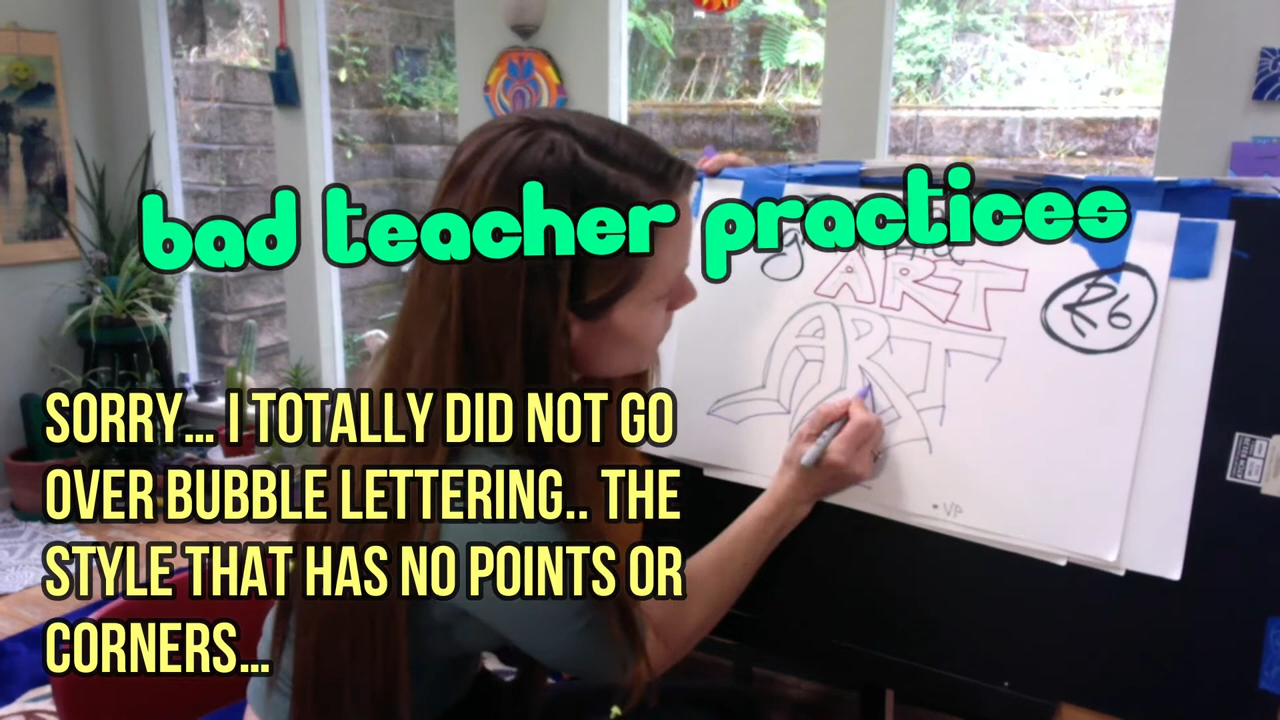 bad teacher practices
ART
R6
ART
SORRY... I TOTALLY DID NOT GO
OVER BUBBLE LETTERING.. THE
STYLE THAT HAS NO POINTS OR
CORNERS...
• VP